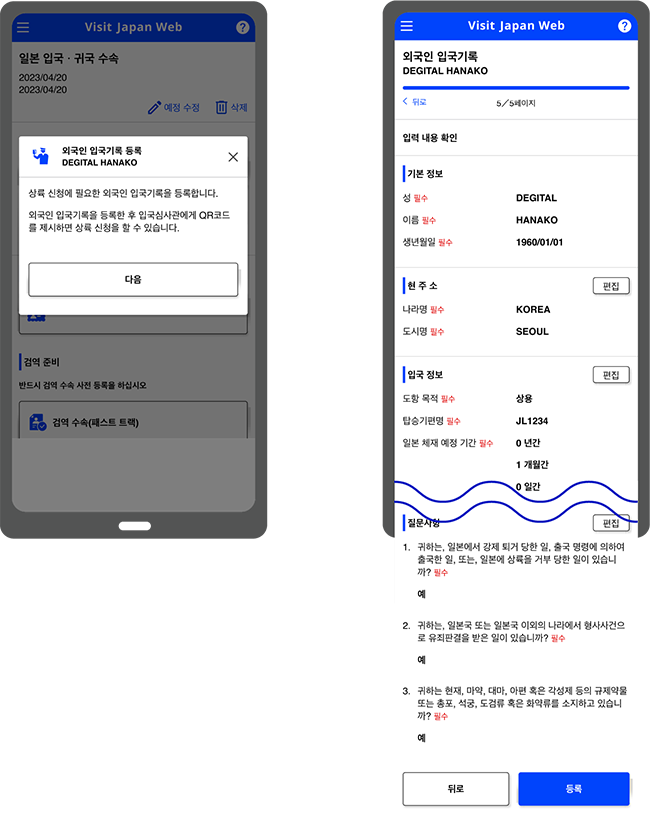 Visit Japan Web
?
일본 입국 · 귀국 수속
2023/04/20
2023/04/20
예정 수정
삭제
외국인 입국기록 등록
DEGITAL HANAKO
상륙 신청에 필요한 외국인 입국기록을 등록합니다.
외국인 입국기록을 등록한 후 입국심사관에게 QR코드
를 제시하면 상륙 신청을 할 수 있습니다.
다음
검역 준비
반드시 검역 수속 사전 등록을 하십시오
검역 수속(패스트 트랙)
Visit Japan Web
?
외국인 입국기록
DEGITAL HANAKO
뒤로
5／5페이지
입력 내용 확인
기본 정보
성 필수 DEGITAL
이름 필수 HANAKO
생년월일 필수 1960/01/01
현 주 소 편집
나라명 필수 KOREA
도시명 필수 SEOUL
입국 정보 편집
도항 목적 필수 상용
탑승기편명 필수 JL1234
일본 체재 예정 기간 필수 0 년간
1 개월간
0 일간
질문사항 편집
1. 귀하는, 일본에서 강제 퇴거 당한 일, 출국 명령에 의하여
출국한 일, 또는, 일본에 상륙을 거부 당한 일이 있습니
까? 필수
예
2. 귀하는, 일본국 또는 일본국 이외의 나라에서 형사사건으
로 유죄판결을 받은 일이 있습니까? 필수
예
3. 귀하는 현재, 마약, 대마, 아편 혹은 각성제 등의 규제약물
또는 총포, 석궁, 도검류 혹은 화약류를 소지하고 있습니
까? 필수
예
뒤로
등록